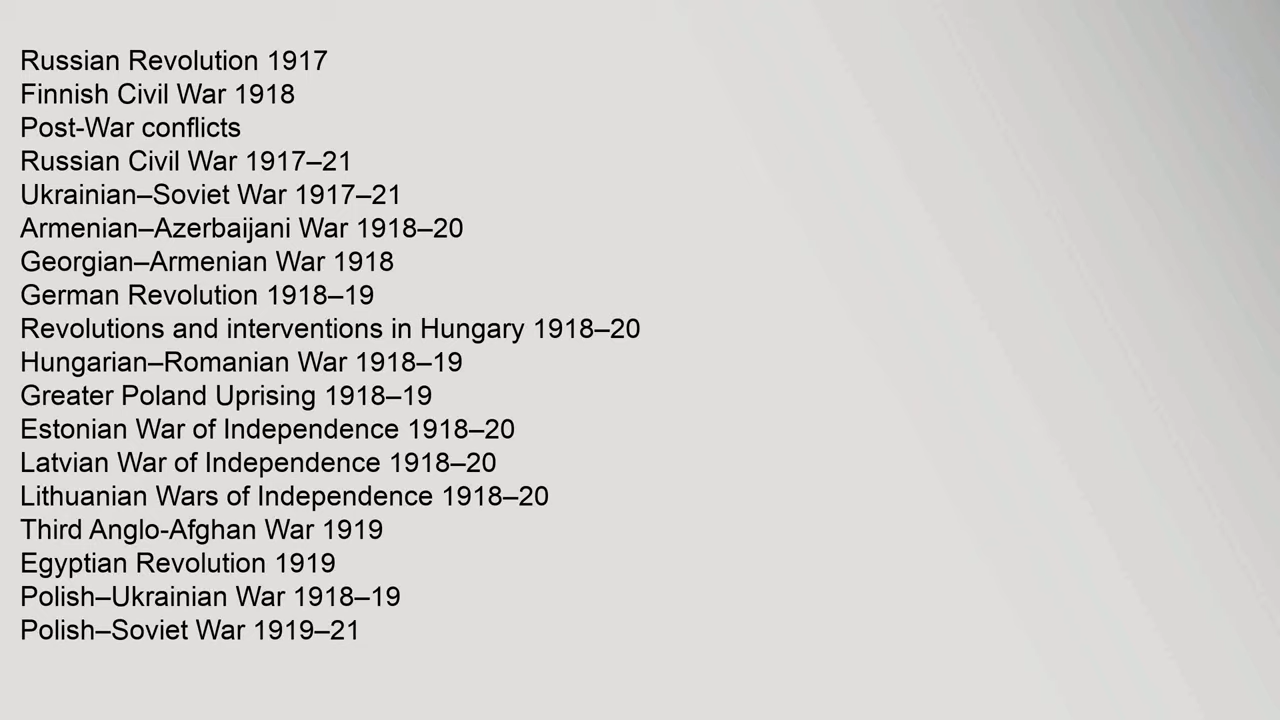 Russian Revolution 1917
Finnish Civil War 1918
Post-War conflicts
Russian Civil War 1917–21
Ukrainian–Soviet War 1917–21
Armenian–Azerbaijani War 1918–20
Georgian–Armenian War 1918
German Revolution 1918–19
Revolutions and interventions in Hungary 1918–20
Hungarian–Romanian War 1918–19
Greater Poland Uprising 1918–19
Estonian War of Independence 1918–20
Latvian War of Independence 1918–20
Lithuanian Wars of Independence 1918–20
Third Anglo-Afghan War 1919
Egyptian Revolution 1919
Polish–Ukrainian War 1918–19
Polish–Soviet War 1919–21